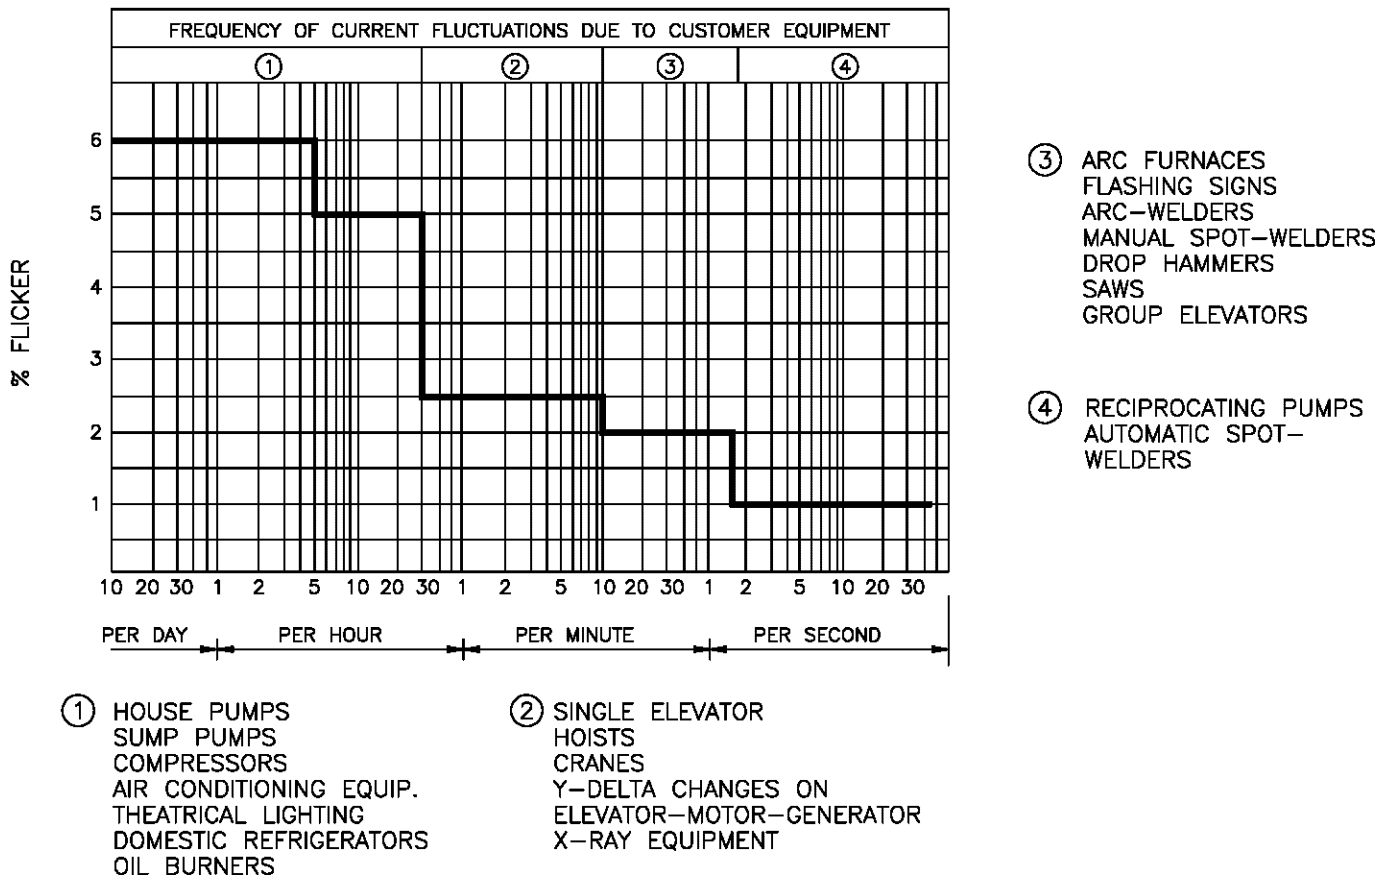 FREQUENCY OF CURRENT FLUCTUATIONS DUE TO CUSTOMER EQUIPMENT
1 2 3 4
% FLICKER
6
5
4
3
2
1
10 20 30 1 2 5 10 20 30 1 2 5 10 20 30 1 2 5 10 20 30
PER DAY PER HOUR PER MINUTE PER SECOND
1 HOUSE PUMPS
SUMP PUMPS
COMPRESSORS
AIR CONDITIONING EQUIP.
THEATRICAL LIGHTING
DOMESTIC REFRIGERATORS
OIL BURNERS
2 SINGLE ELEVATOR
HOISTS
CRANES
Y-DELTA CHANGES ON
ELEVATOR-MOTOR-GENERATOR
X-RAY EQUIPMENT
3 ARC FURNACES
FLASHING SIGNS
ARC-WELDERS
MANUAL SPOT-WELDERS
DROP HAMMERS
SAWS
GROUP ELEVATORS
4 RECIPROCATING PUMPS
AUTOMATIC SPOT-
WELDERS